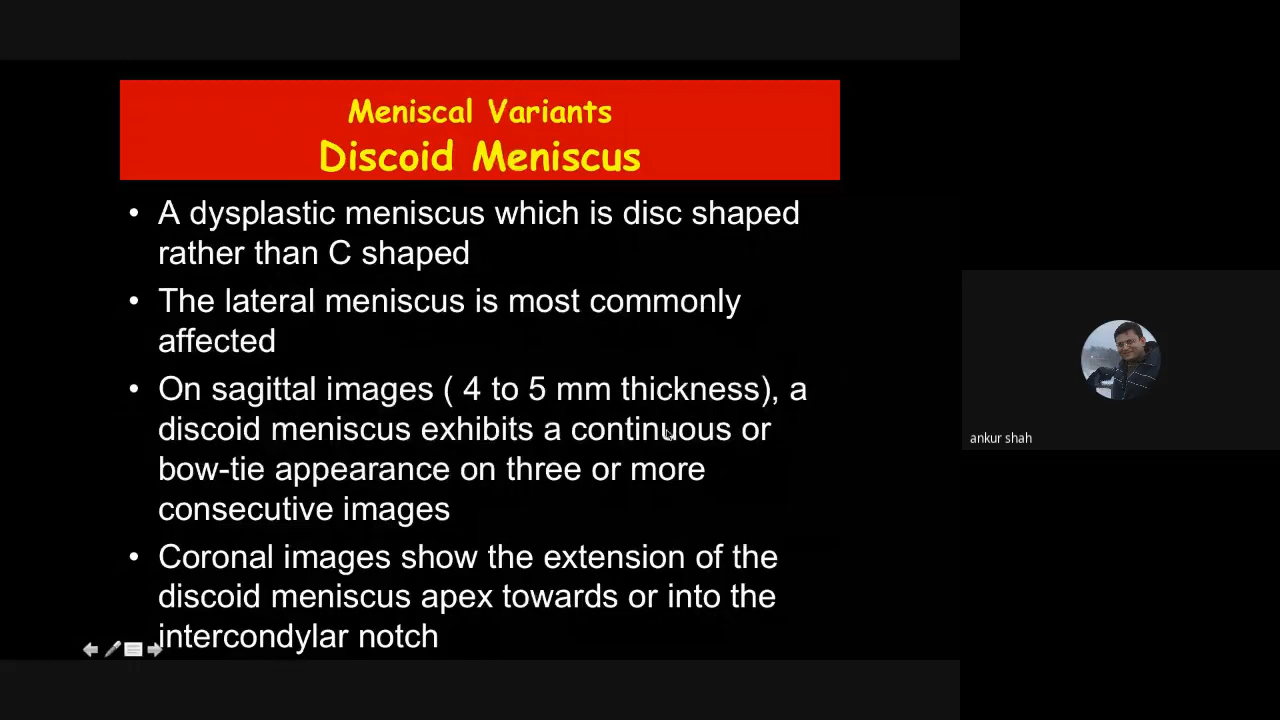 Meniscal Variants
Discoid Meniscus
• A dysplastic meniscus which is disc shaped
rather than C shaped
• The lateral meniscus is most commonly
affected
• On sagittal images ( 4 to 5 mm thickness), a
discoid meniscus exhibits a continuous or
bow-tie appearance on three or more
consecutive images
• Coronal images show the extension of the
discoid meniscus apex towards or into the
intercondylar notch
ankur shah